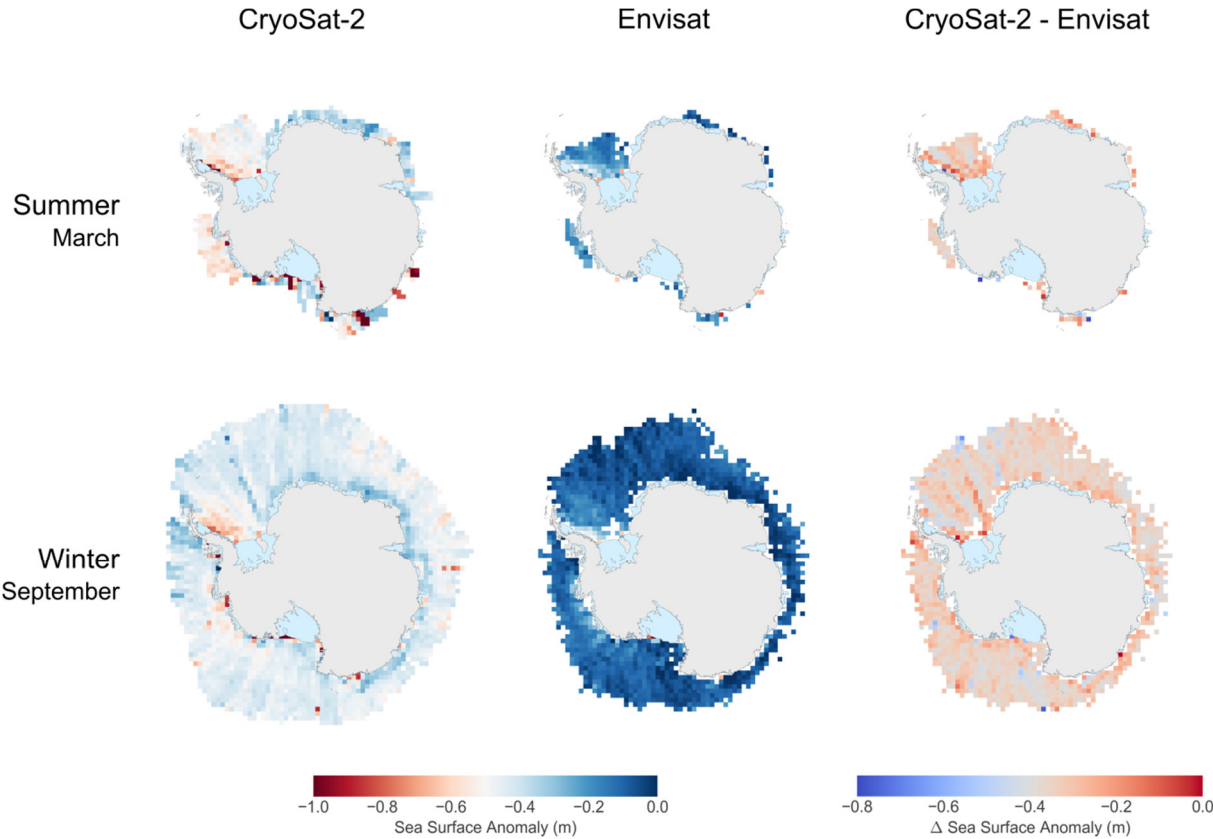 CryoSat-2 Envisat CryoSat-2 - Envisat
Summer
March
Winter
September
−1.0 −0.8 −0.6 −0.4 −0.2 0.0
Sea Surface Anomaly (m)
−0.8 −0.6 −0.4 −0.2 0.0
Δ Sea Surface Anomaly (m)